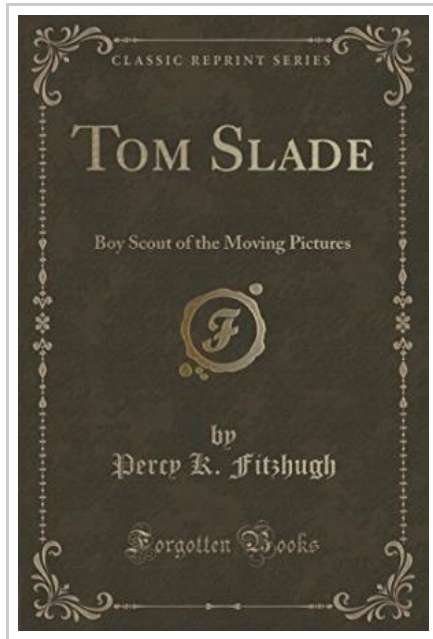 CLASSIC REPRINT SERIES
TOM SLADE
Boy Scout of the Moving Pictures
F
by
Percy K. Fitzhugh
Forgotten Books